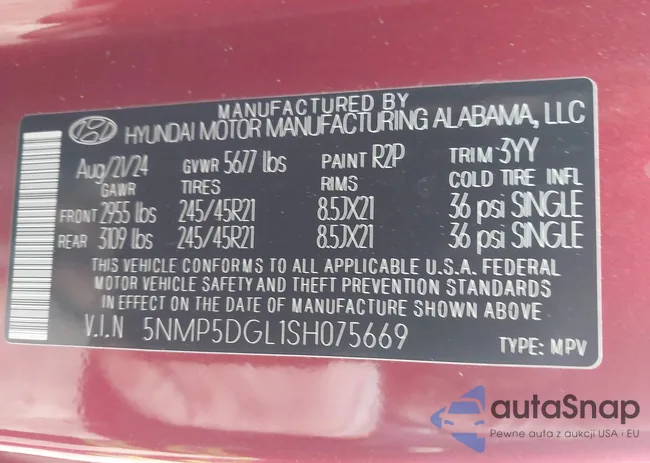 MANUFACTURED BY
HYUNDAI MOTOR MANUFACTURING ALABAMA, LLC
Aug/21/24 GVWR 5677 lbs PAINT R2P TRIM 3YY
GAWR TIRES RIMS COLD TIRE INFL
FRONT 2955 lbs 245/45R21 8.5JX21 36 psi SINGLE
REAR 3109 lbs 245/45R21 8.5JX21 36 psi SINGLE
THIS VEHICLE CONFORMS TO ALL APPLICABLE U.S.A. FEDERAL
MOTOR VEHICLE SAFETY AND THEFT PREVENTION STANDARDS
IN EFFECT ON THE DATE OF MANUFACTURE SHOWN ABOVE
V.I.N 5NMP5DGL1SH075669 TYPE: MPV
autaSnap
Pewne auta z aukcji USA i EU